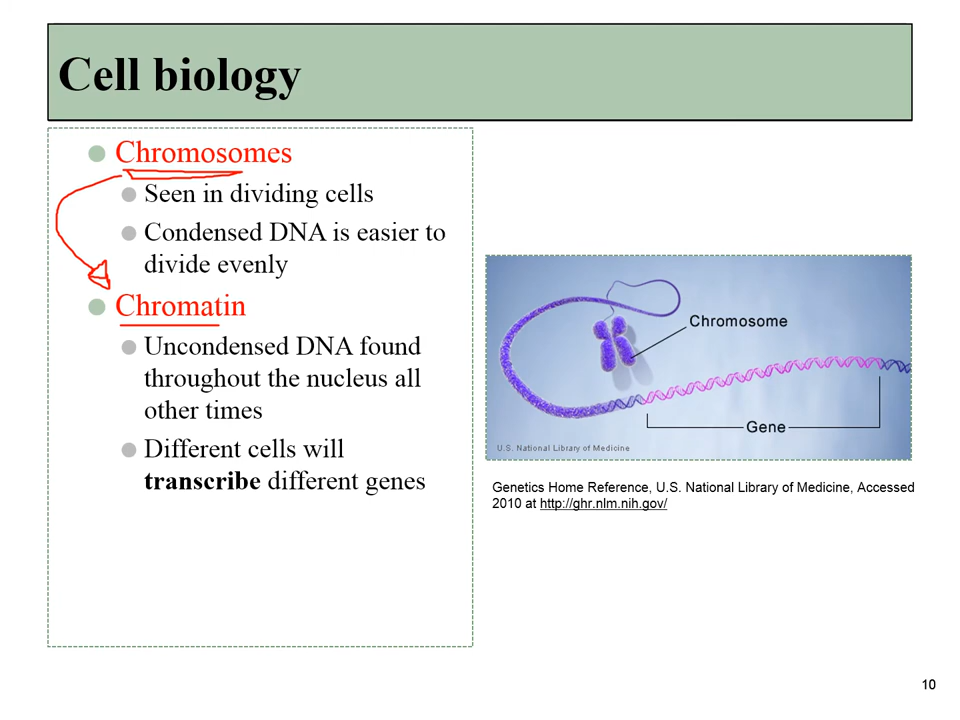 Cell biology
Chromosomes
Seen in dividing cells
Condensed DNA is easier to
divide evenly
Chromatin
Uncondensed DNA found
throughout the nucleus all
other times
Different cells will
transcribe different genes
Chromosome
Gene
U.S. National Library of Medicine
Genetics Home Reference, U.S. National Library of Medicine, Accessed
2010 at http://ghr.nlm.nih.gov/
10